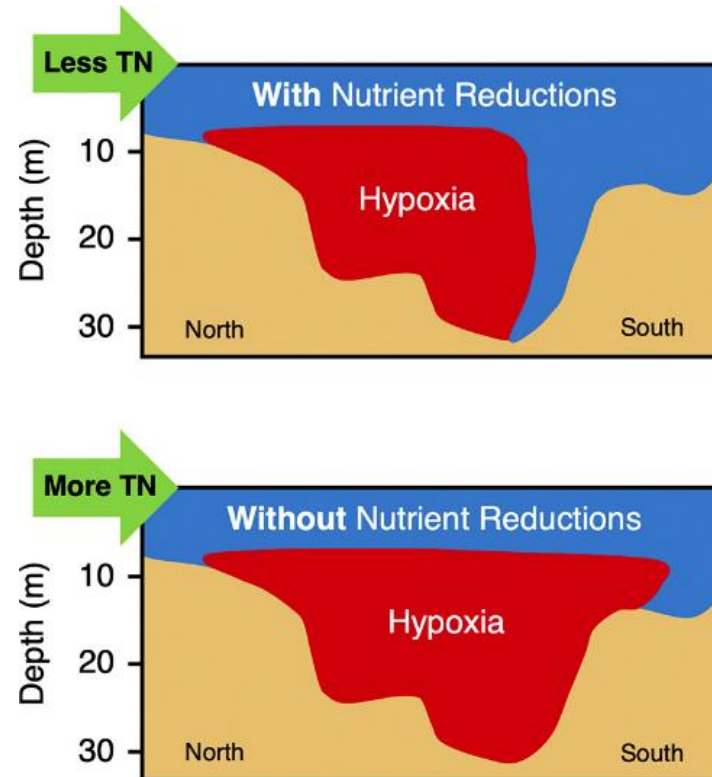 Less TN
With Nutrient Reductions
10
Hypoxia
Depth (m)
20
30
North
South
More TN
Without Nutrient Reductions
10
Hypoxia
Depth (m)
20
30
North
South